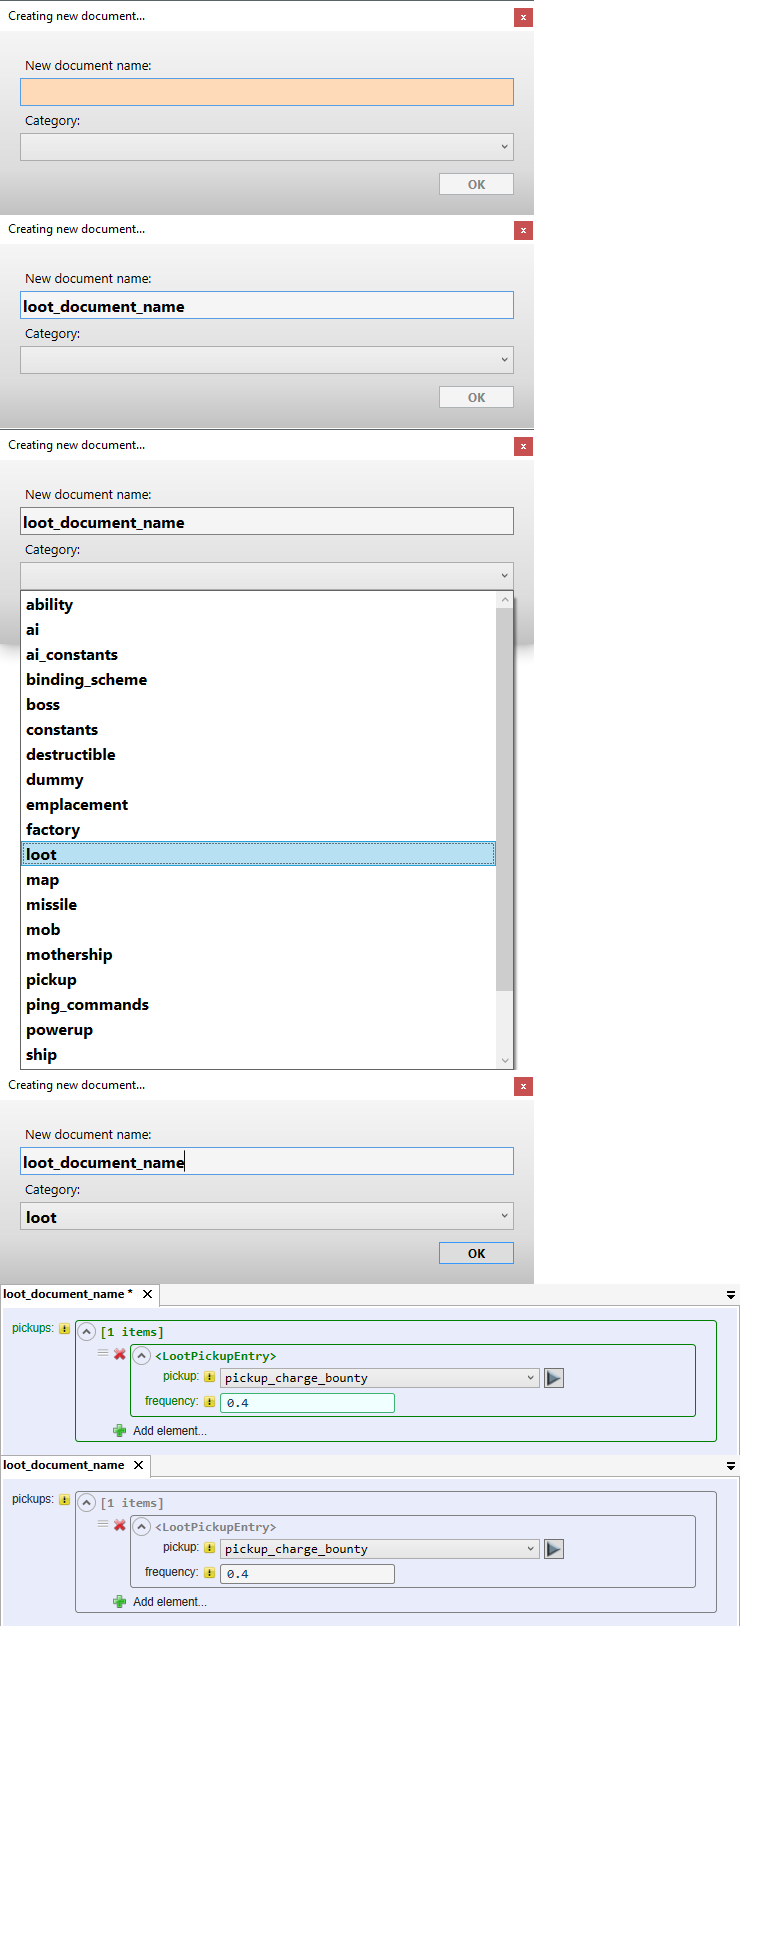 Creating new document...
x
New document name:
Category:
OK
Creating new document...
x
New document name:
loot_document_name
Category:
OK
Creating new document...
x
New document name:
loot_document_name
Category:
ability
ai
ai_constants
binding_scheme
boss
constants
destructible
dummy
emplacement
factory
loot
map
missile
mob
mothership
pickup
ping_commands
powerup
ship
Creating new document...
x
New document name:
loot_document_name
Category:
loot
OK
loot_document_name *
pickups: ! [1 items]
<LootPickupEntry>
pickup: ! pickup_charge_bounty
frequency: ! 0.4
Add element...
loot_document_name
pickups: ! [1 items]
<LootPickupEntry>
pickup: ! pickup_charge_bounty
frequency: ! 0.4
Add element...